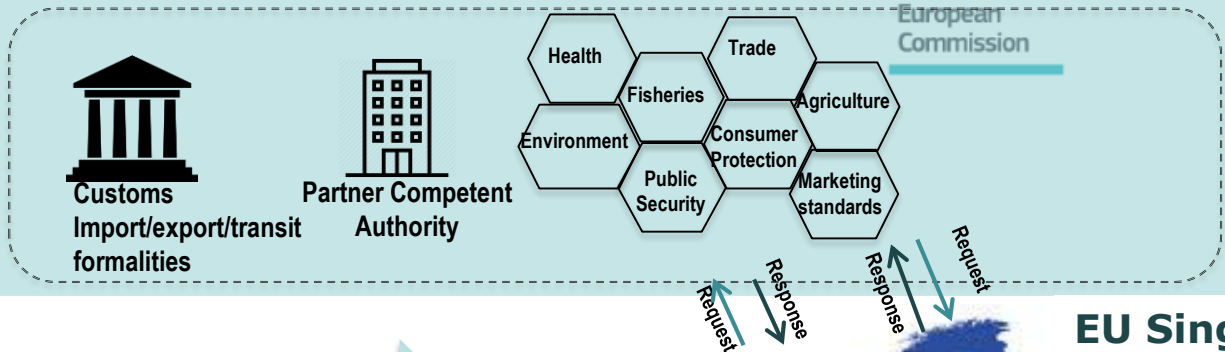 European
Commission
Health
Trade
Fisheries
Agriculture
Environment
Consumer
Protection
Public
Security
Marketing
standards
Customs
Import/export/transit
formalities
Partner Competent
Authority
Request
Response
Response
Request
EU Sing